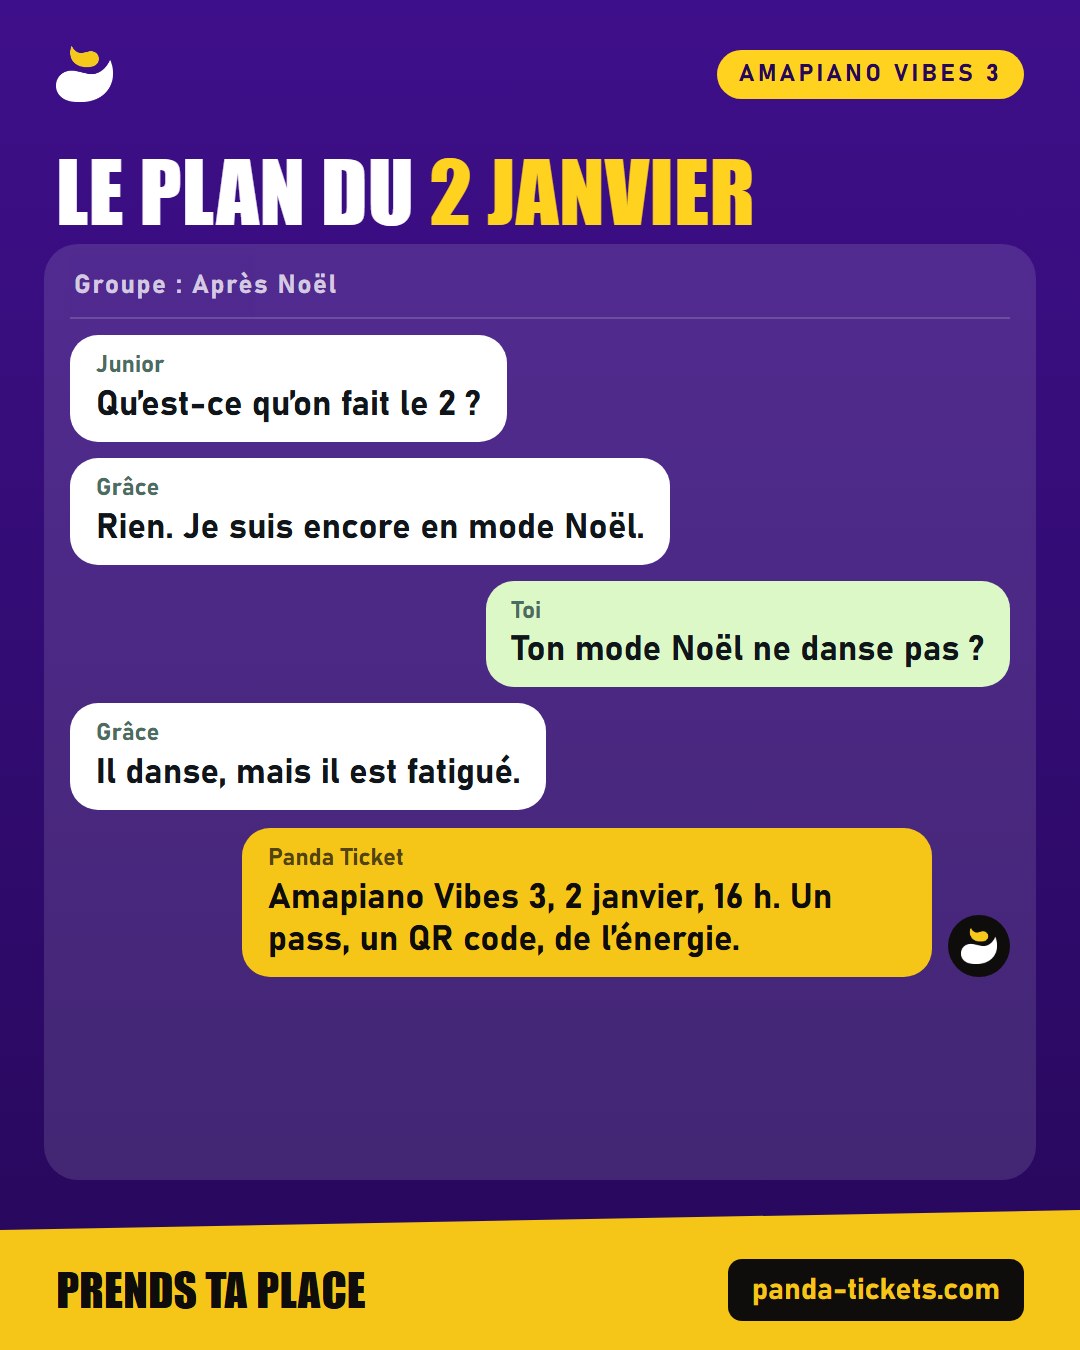 AMAPIANO VIBES 3
LE PLAN DU 2 JANVIER
Groupe : Après Noël
Junior
Qu'est-ce qu'on fait le 2 ?
Grâce
Rien. Je suis encore en mode Noël.
Toi
Ton mode Noël ne danse pas ?
Grâce
Il danse, mais il est fatigué.
Panda Ticket
Amapiano Vibes 3, 2 janvier, 16 h. Un
pass, un QR code, de l'énergie.
PRENDS TA PLACE
panda-tickets.com